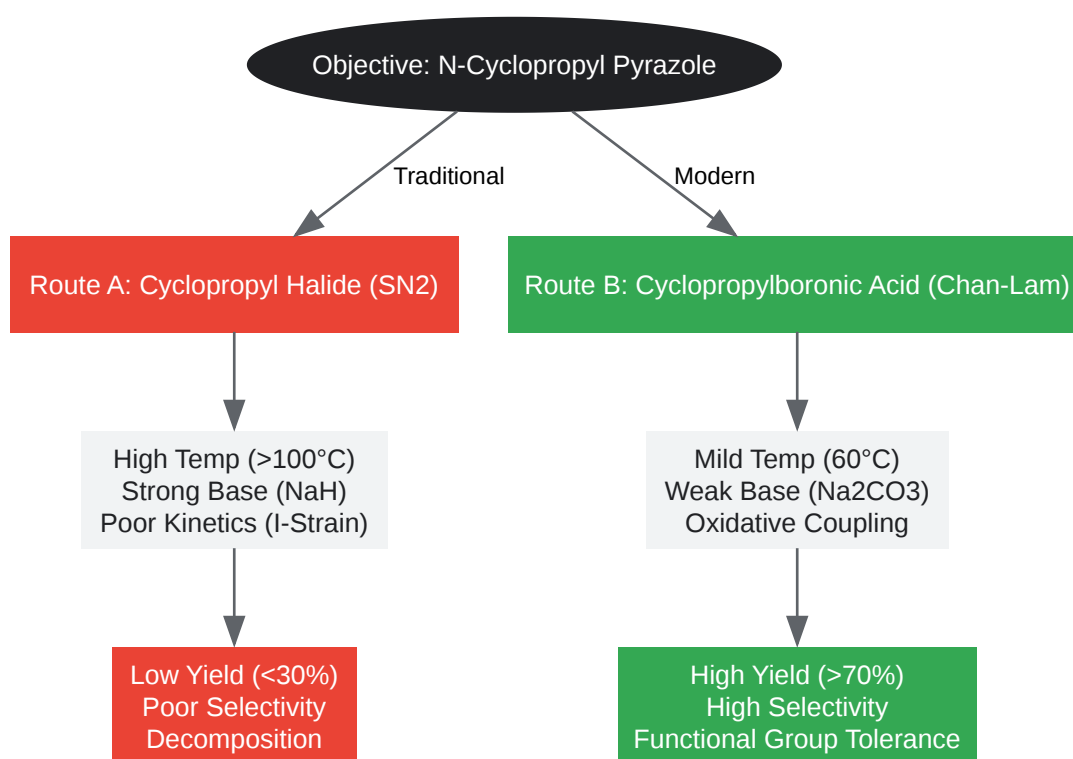 Objective: N-Cyclopropyl Pyrazole
Traditional
Modern
Route A: Cyclopropyl Halide (SN2)
Route B: Cyclopropylboronic Acid (Chan-Lam)
High Temp (>100°C)
Strong Base (NaH)
Poor Kinetics (I-Strain)
Mild Temp (60°C)
Weak Base (Na2CO3)
Oxidative Coupling
Low Yield (<30%)
Poor Selectivity
Decomposition
High Yield (>70%)
High Selectivity
Functional Group Tolerance